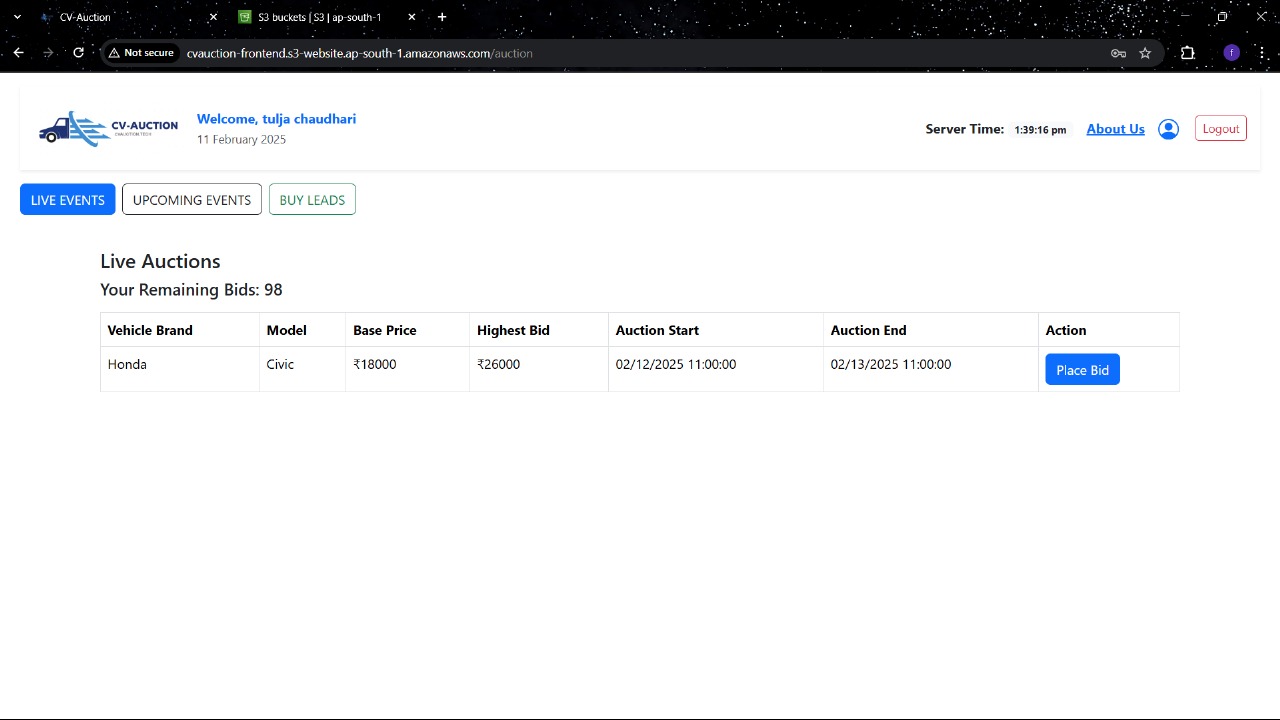 CV-Auction
S3 buckets | S3 | ap-south-1
Not secure
cvauction-frontend.s3-website.ap-south-1.amazonaws.com/auction
f
CV-AUCTION
Welcome, tulja chaudhari
11 February 2025
Server Time: 1:39:16 pm
About Us
Logout
LIVE EVENTS
UPCOMING EVENTS
BUY LEADS
Live Auctions
Your Remaining Bids: 98
Vehicle Brand Model Base Price Highest Bid Auction Start Auction End Action
Honda Civic ₹18000 ₹26000 02/12/2025 11:00:00 02/13/2025 11:00:00 Place Bid